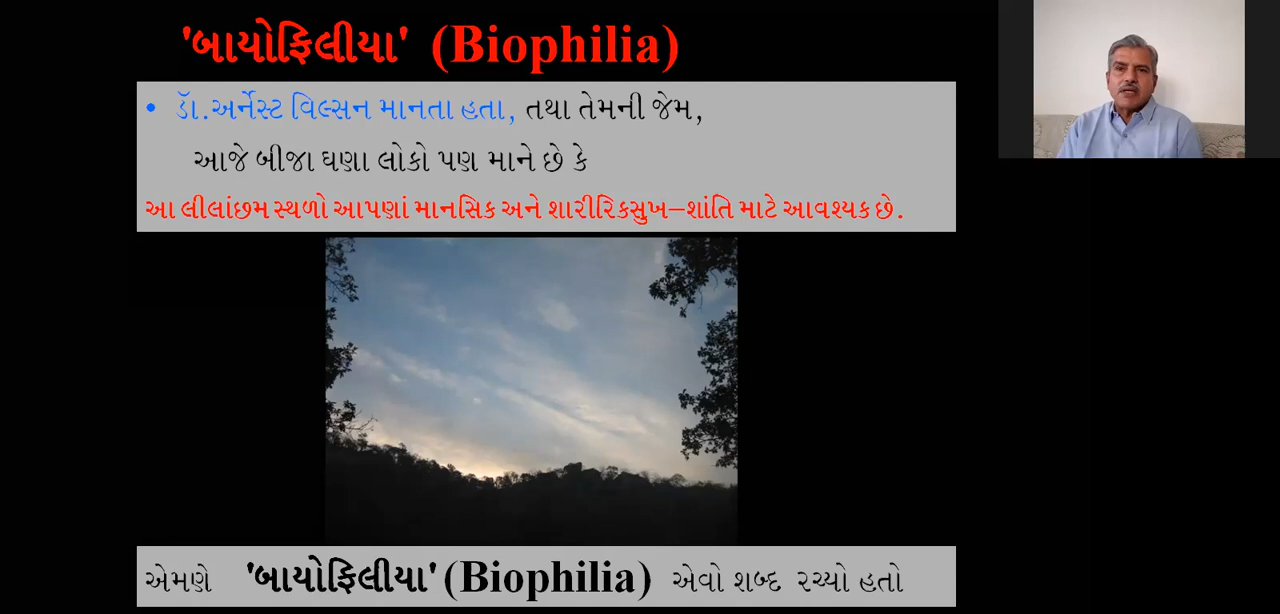 'બાયોફિલીયા' (Biophilia)
• ડૉ.અર્નેસ્ટ વિલ્સન માનતા હતા, તથા તેમની જેમ,
આજે બીજા ઘણા લોકો પણ માને છે કે
આ લીલાંછમ સ્થળો આપણાં માનસિક અને શારીરિકસુખ–શાંતિ માટે આવશ્યક છે.
એમણે 'બાયોફિલીયા' (Biophilia) એવો શબ્દ રચ્યો હતો